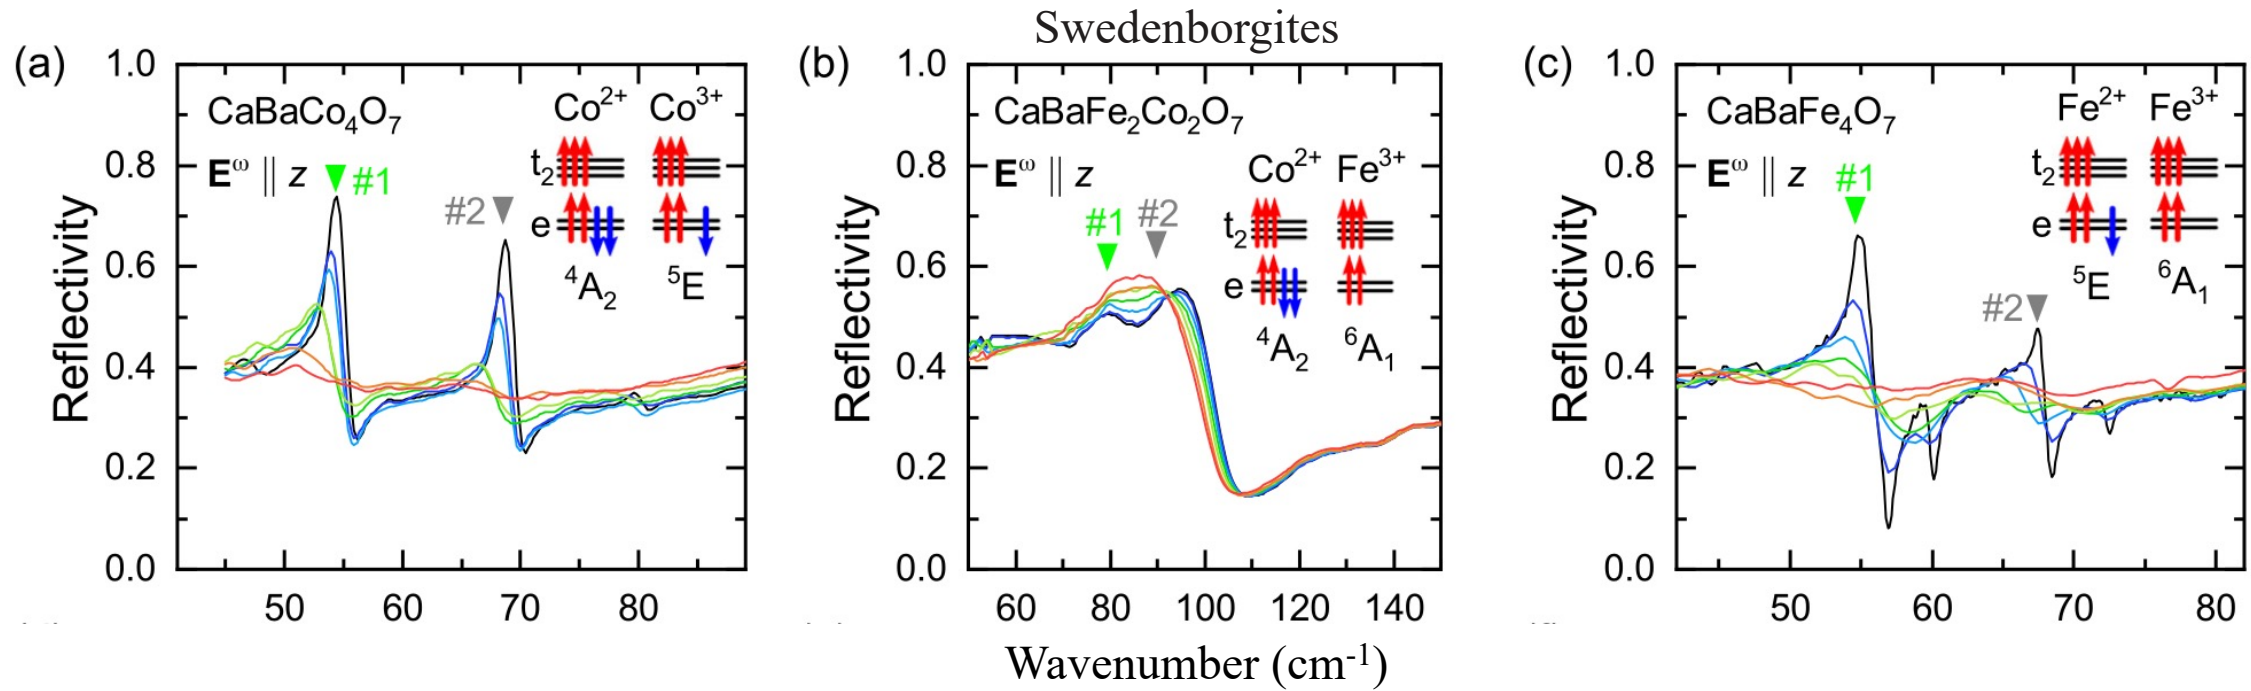 Swedenborgites
(a)
CaBaCo₄O₇
Eᶿ || z
#1
#2
Co²⁺ Co³⁺
t₂
e
⁴A₂ ⁵E
Reflectivity
1.0
0.8
0.6
0.4
0.2
0.0
50 60 70 80
(b)
CaBaFe₂Co₂O₇
E^ω || z
#1
#2
Co²⁺ Fe³⁺
t₂
e
⁴A₂ ⁶A₁
Reflectivity
1.0
0.8
0.6
0.4
0.2
0.0
60 80 100 120 140
(c)
CaBaFe₄O₇
E^ω || z
#1
#2
Fe²⁺ Fe³⁺
t₂
e
⁵E ⁶A₁
Reflectivity
1.0
0.8
0.6
0.4
0.2
0.0
50 60 70 80
Wavenumber (cm⁻¹)